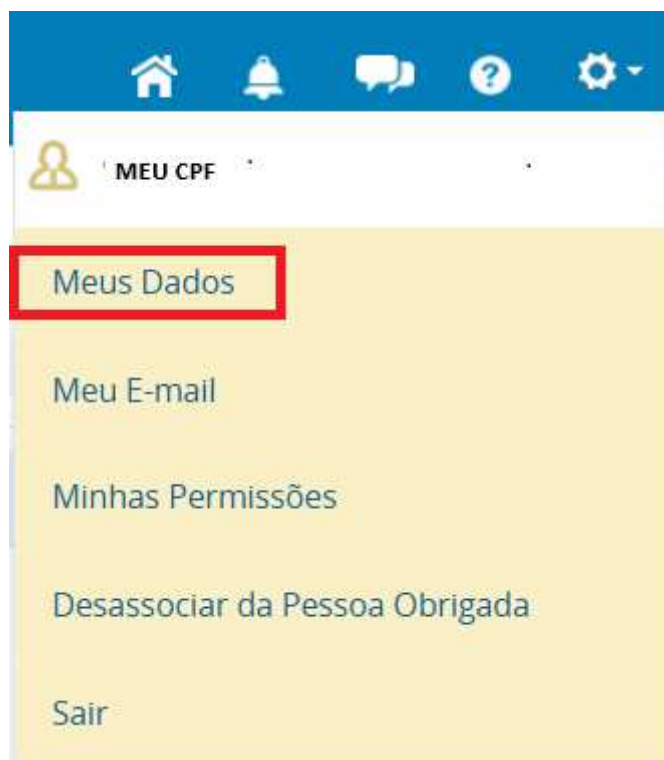 MEU CPF
Meus Dados
Meu E-mail
Minhas Permissões
Desassociar da Pessoa Obrigada
Sair